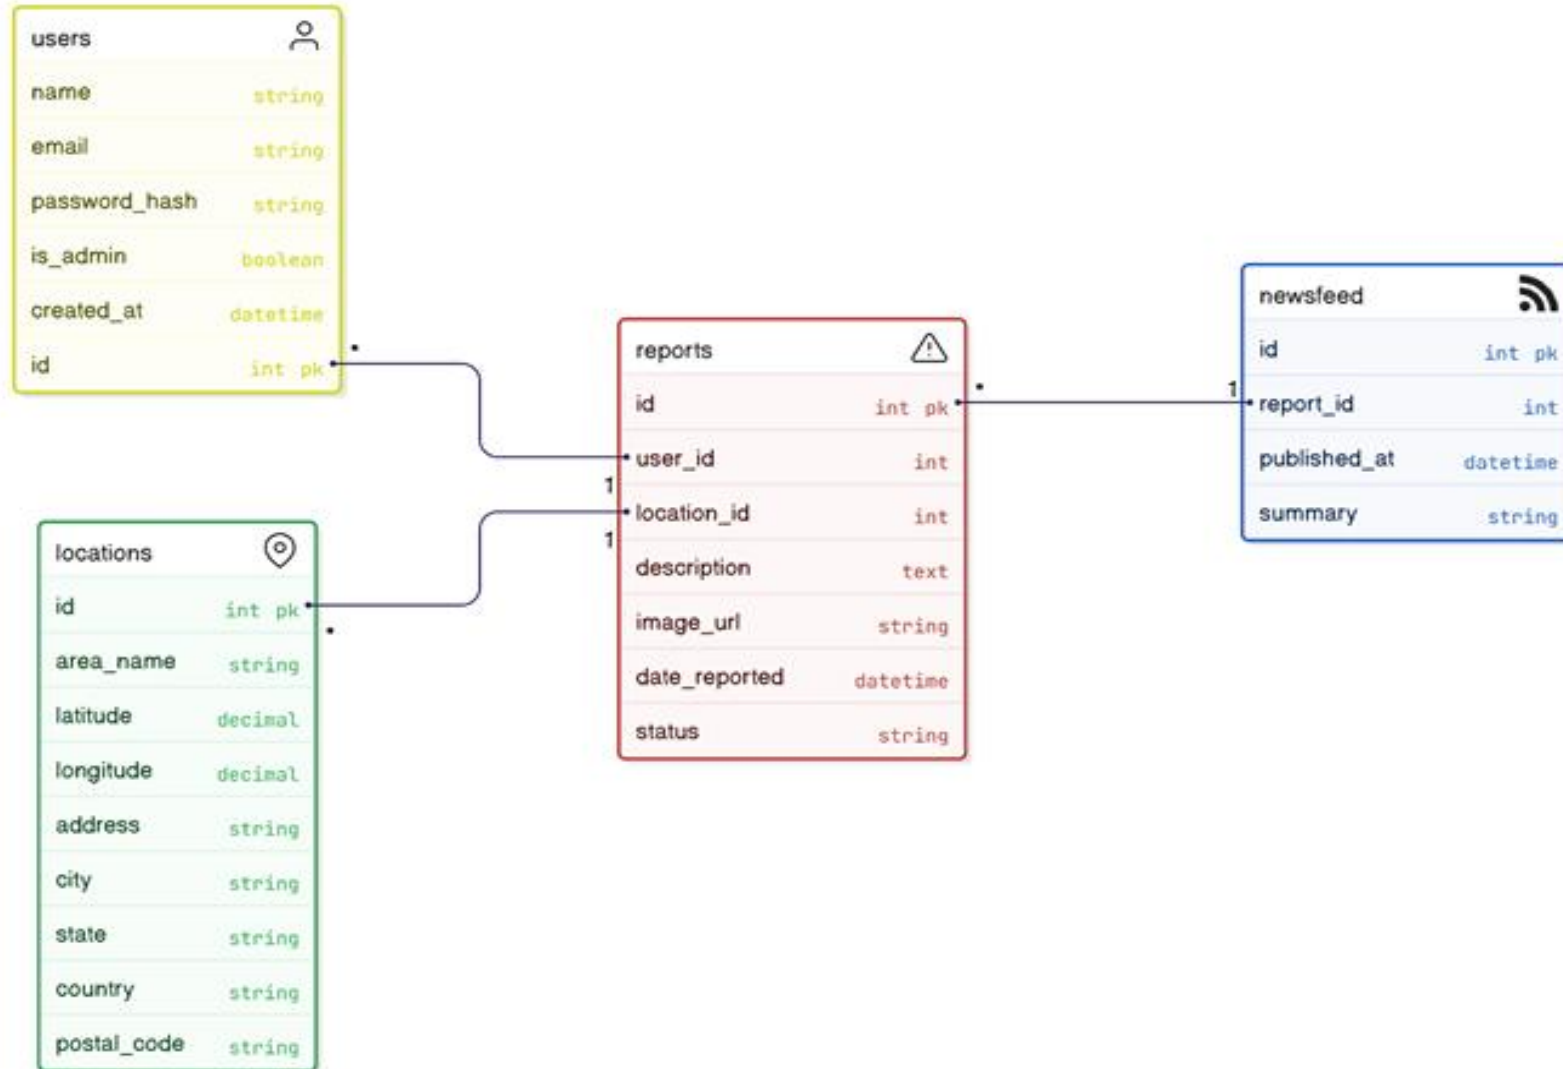 users
name string
email string
password_hash string
is_admin boolean
created_at datetime
id int pk
*
1
reports
id int pk
*
user_id int
location_id int
description text
image_url string
date_reported datetime
status string
1
newsfeed
id int pk
1
report_id int
published_at datetime
summary string
locations
id int pk
*
area_name string
latitude decimal
longitude decimal
address string
city string
state string
country string
postal_code string